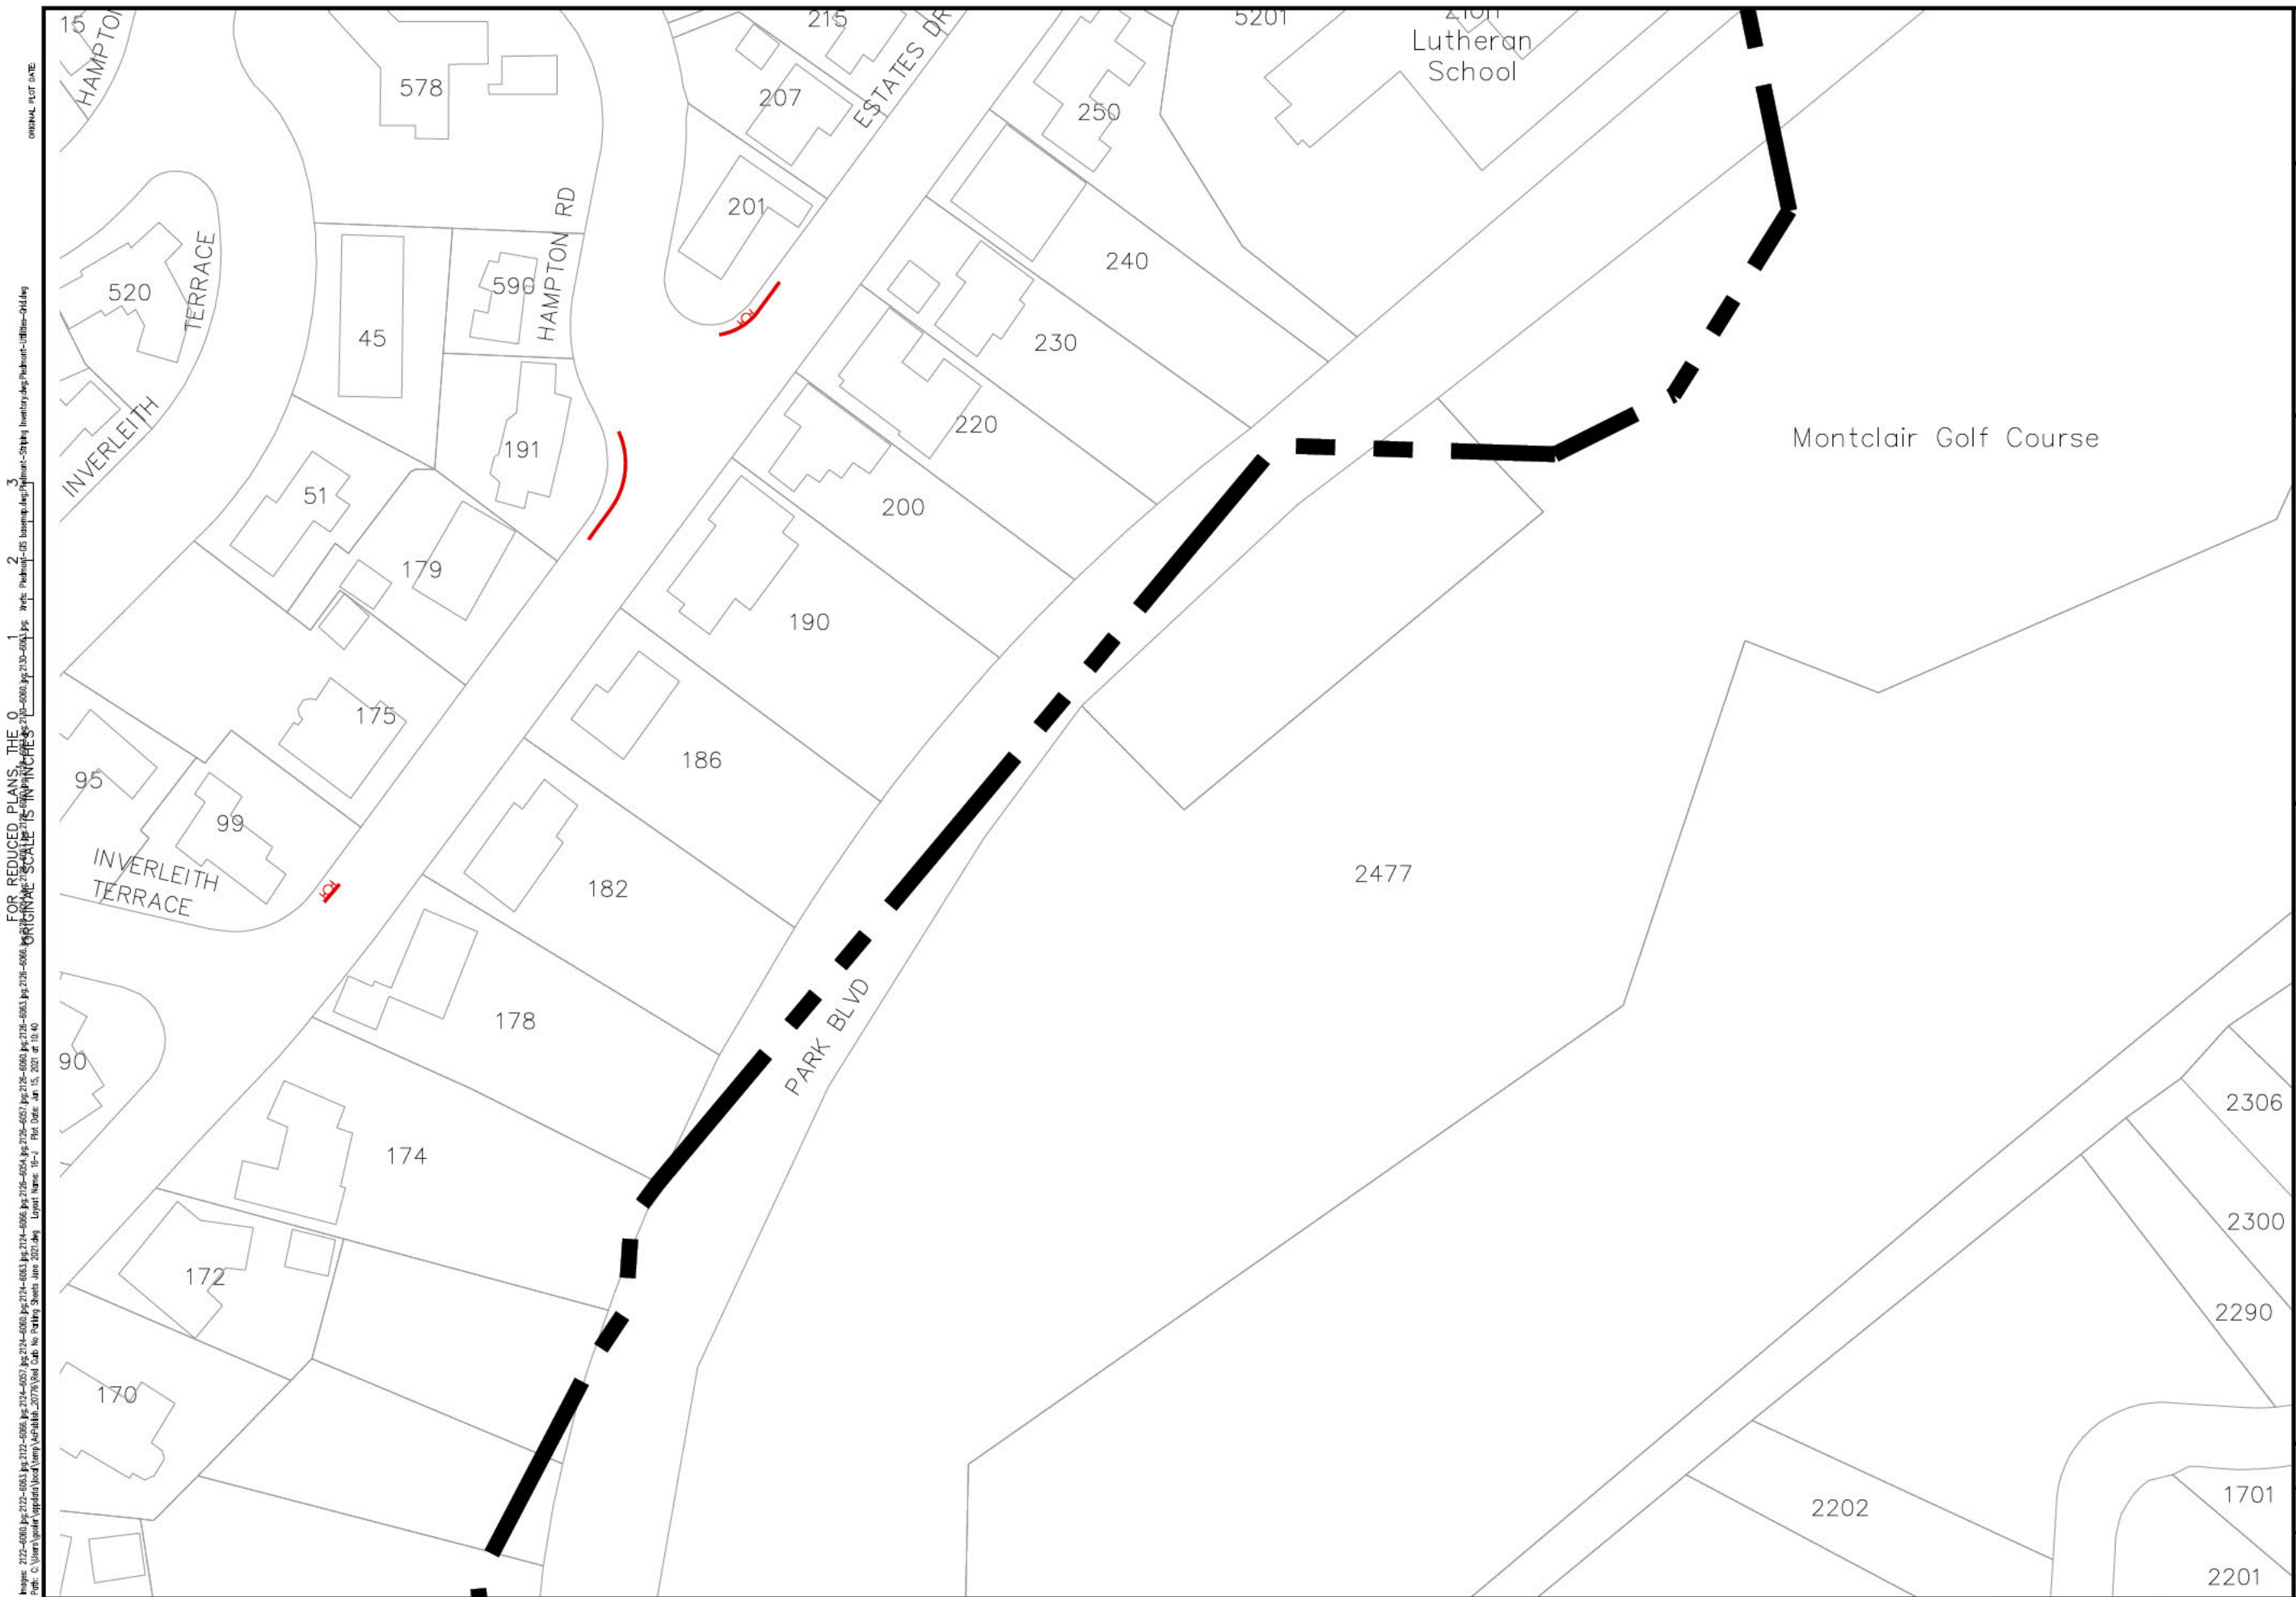 15
HAMPTON
578
215
ESTATES DR
5201
Lutheran
School
207
250
201
HAMPTON RD
520
TERRACE
590
45
240
230
INVERLEITH
191
220
Montclair Golf Course
51
200
179
190
175
186
95
99
INVERLEITH
TERRACE
182
2477
178
PARK BLVD
90
174
2306
172
2300
2290
170
2202
1701
2201
ORIGINAL PLOT DATE:
FOR REDUCED PLANS, THE
ORIGINAL SCALE IS IN INCHES
0 1 2 3